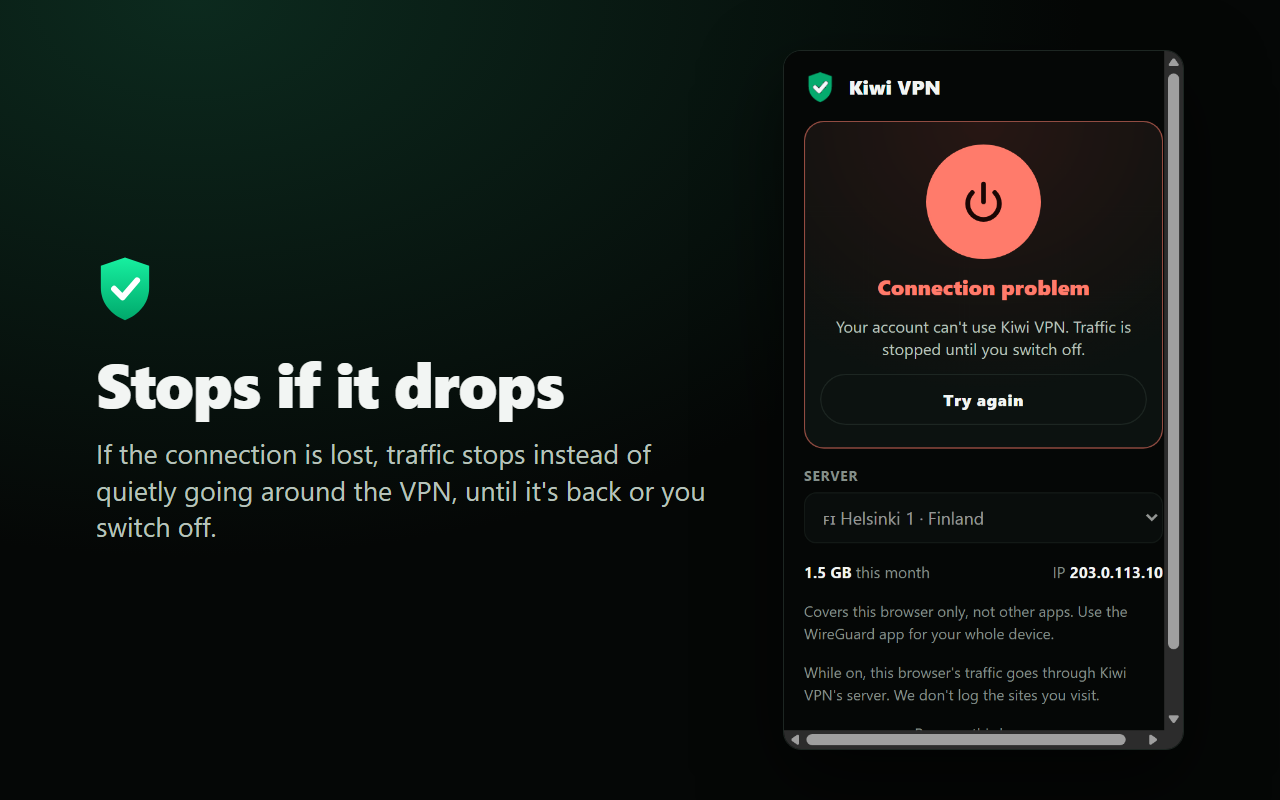 Stops if it drops
If the connection is lost, traffic stops instead of
quietly going around the VPN, until it's back or you
switch off.
Kiwi VPN
Connection problem
Your account can't use Kiwi VPN. Traffic is
stopped until you switch off.
Try again
SERVER
FI Helsinki 1 · Finland
1.5 GB this month
IP 203.0.113.10
Covers this browser only, not other apps. Use the
WireGuard app for your whole device.
While on, this browser's traffic goes through Kiwi
VPN's server. We don't log the sites you visit.